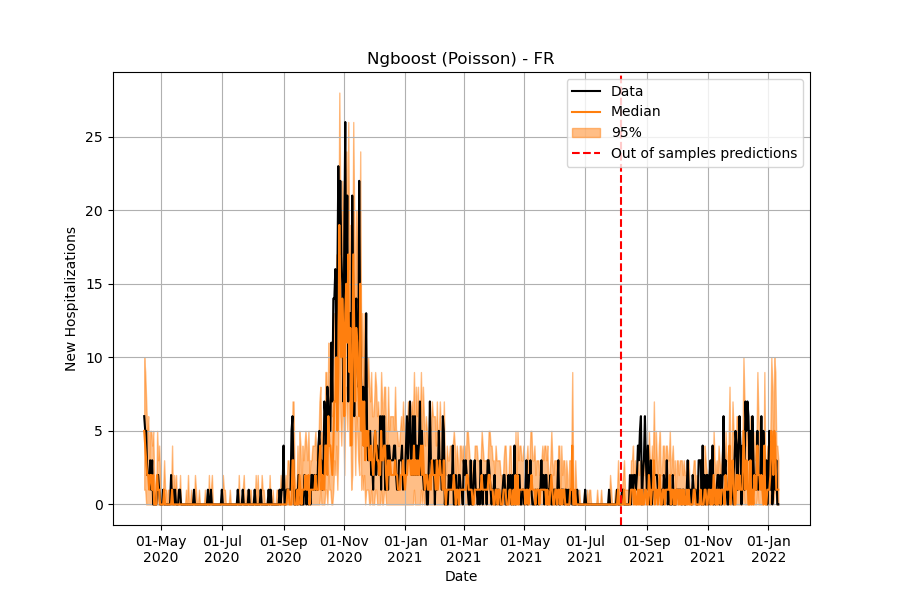 Ngboost (Poisson) - FR
Data
Median
95%
Out of samples predictions
New Hospitalizations
25
20
15
10
5
0
01-May 01-Jul 01-Sep 01-Nov 01-Jan 01-Mar 01-May 01-Jul 01-Sep 01-Nov 01-Jan
2020 2020 2020 2020 2021 2021 2021 2021 2021 2021 2022
Date